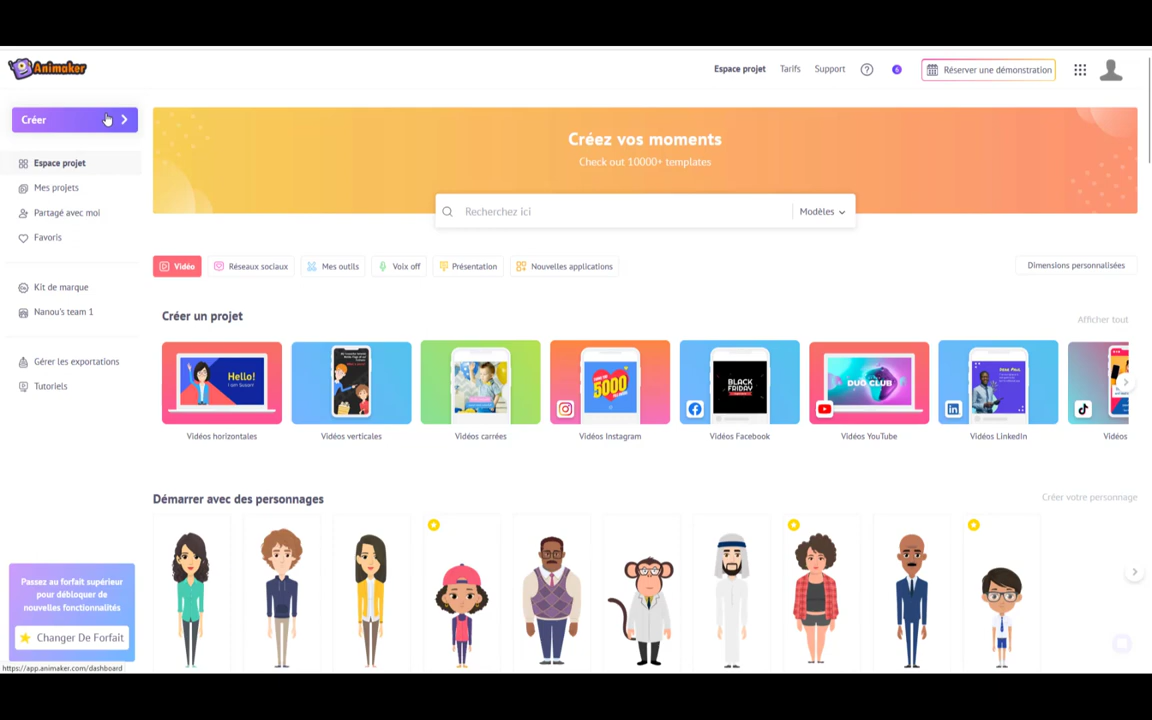 Animaker
Espace projet
Tarifs
Support
?
6
Réserver une démonstration
Créer
Espace projet
Mes projets
Partagé avec moi
Favoris
Kit de marque
Nanou's team 1
Gérer les exportations
Tutoriels
Passez au forfait supérieur
pour débloquer de
nouvelles fonctionnalités
Changer De Forfait
https://app.animaker.com/dashboard
Créez vos moments
Check out 10000+ templates
Recherchez ici
Modèles
Vidéo
Réseaux sociaux
Mes outils
Voix off
Présentation
Nouvelles applications
Dimensions personnalisées
Créer un projet
Afficher tout
Hello!
I am Susan!
5000
BLACK
FRIDAY
DUO CLUB
Vidéos horizontales
Vidéos verticales
Vidéos carrées
Vidéos Instagram
Vidéos Facebook
Vidéos YouTube
Vidéos LinkedIn
Vidéos
Démarrer avec des personnages
Créer votre personnage